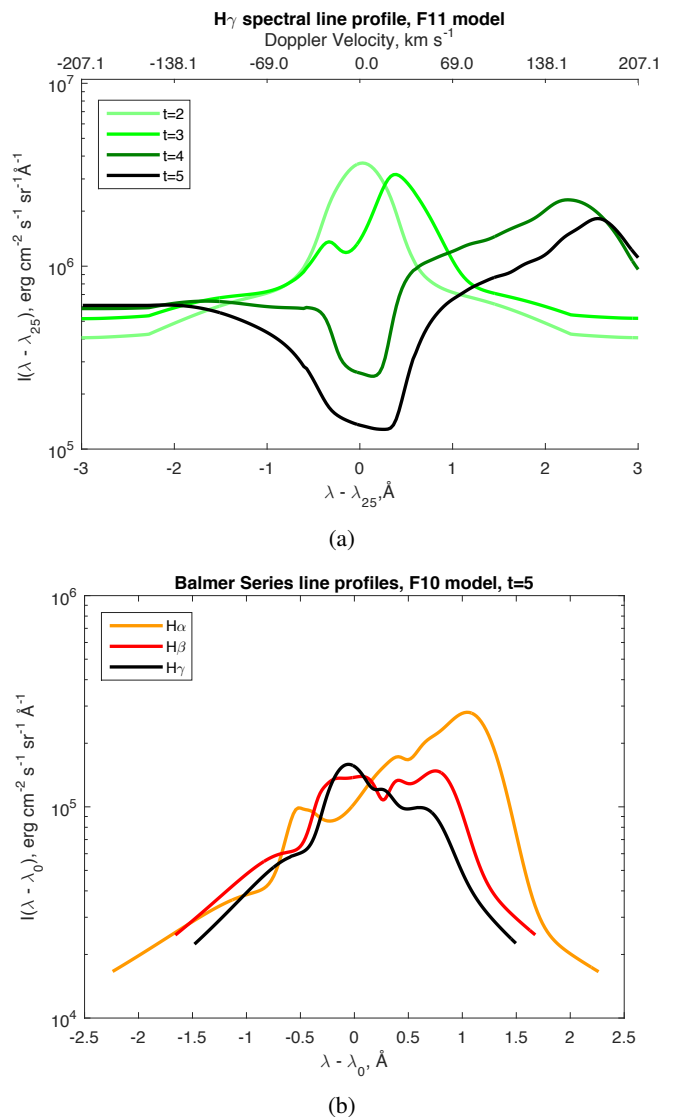 Hγ spectral line profile, F11 model
Doppler Velocity, km s⁻¹
-207.1 -138.1 -69.0 0.0 69.0 138.1 207.1
10⁷
t=2
t=3
t=4
t=5
10⁶
I(λ - λ₂₅), erg cm⁻² s⁻¹ sr⁻¹Å⁻¹
10⁵
-3 -2 -1 0 1 2 3
λ - λ₂₅,Å
(a)
Balmer Series line profiles, F10 model, t=5
10⁶
Hα
Hβ
Hγ
I(λ - λ₀), erg cm⁻² s⁻¹ sr⁻¹ Å⁻¹
10⁵
10⁴
-2.5 -2 -1.5 -1 -0.5 0 0.5 1 1.5 2 2.5
λ - λ₀, Å
(b)